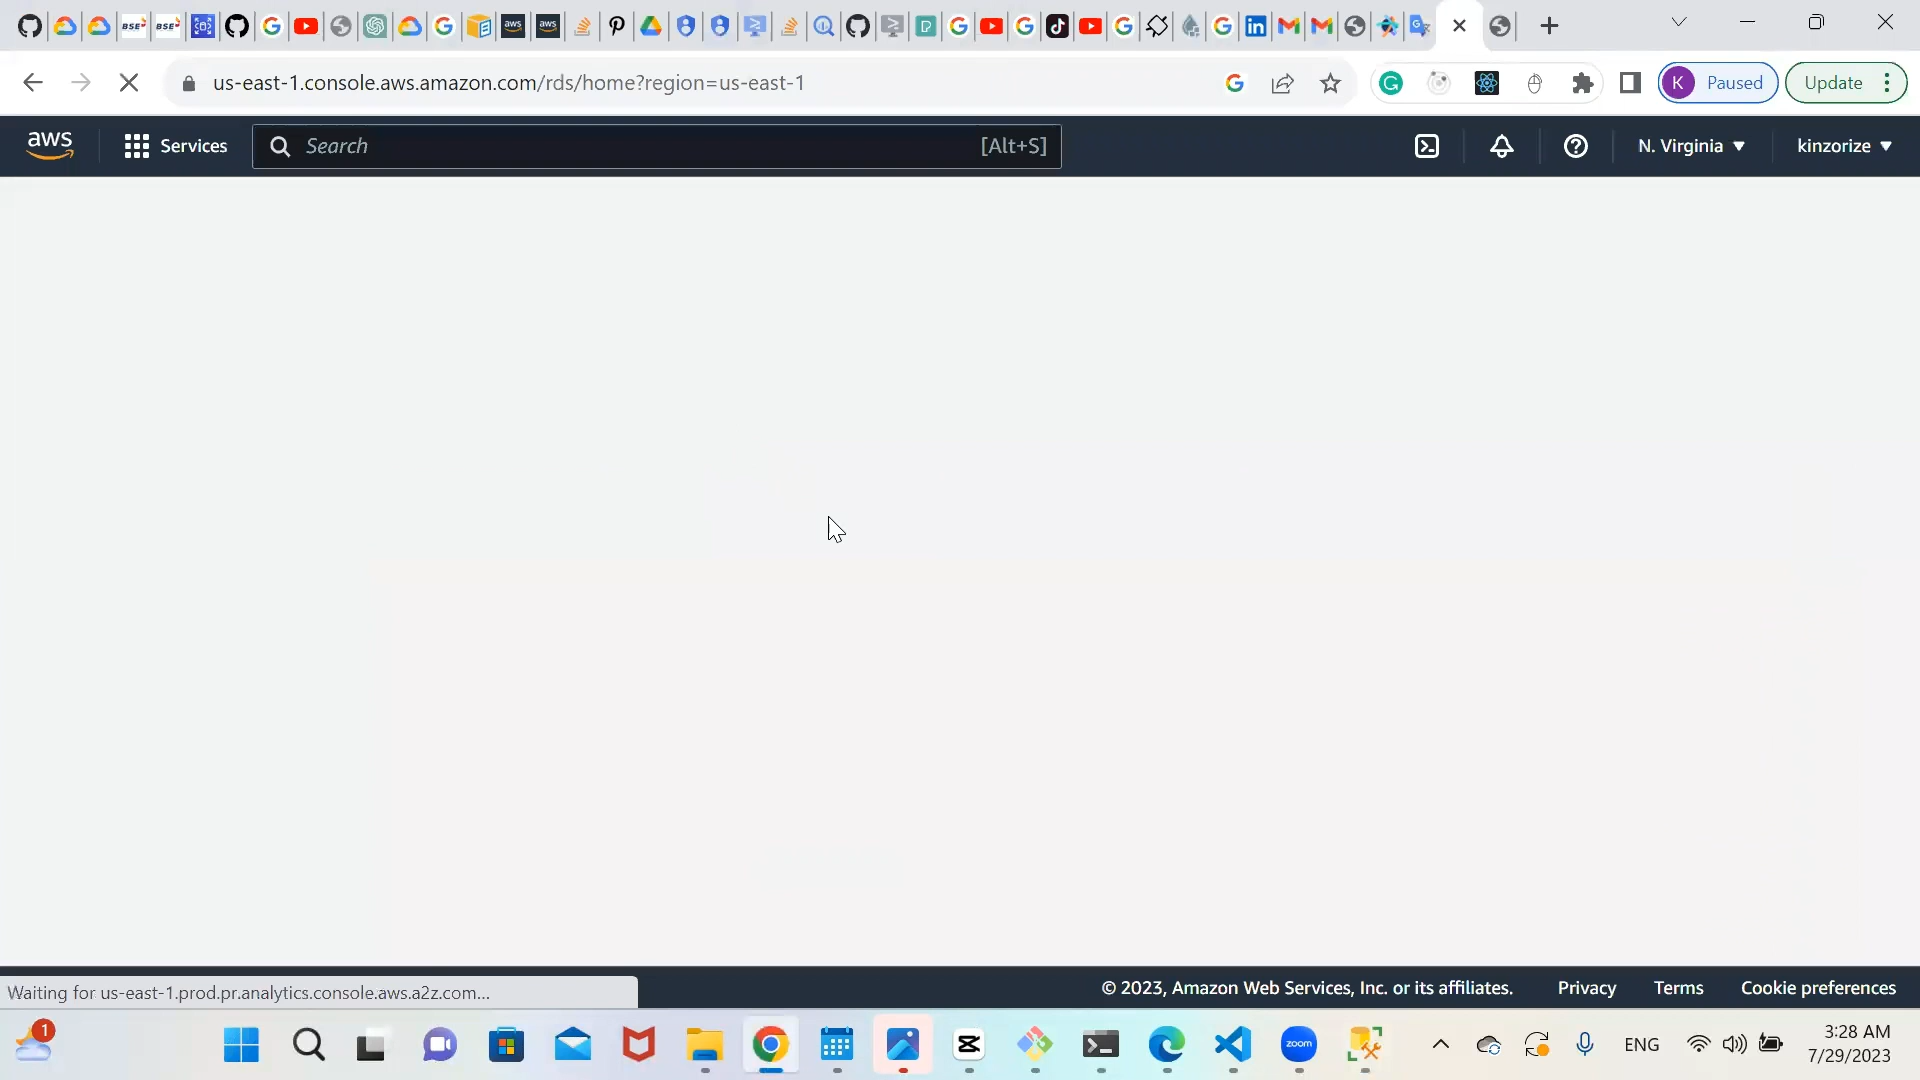 us-east-1.console.aws.amazon.com/rds/home?region=us-east-1
K Paused
Update
aws
Services
Search
[Alt+S]
N. Virginia
kinzorize
Waiting for us-east-1.prod.pr.analytics.console.aws.a2z.com...
© 2023, Amazon Web Services, Inc. or its affiliates.
Privacy
Terms
Cookie preferences
1
zoom
ENG
3:28 AM
7/29/2023